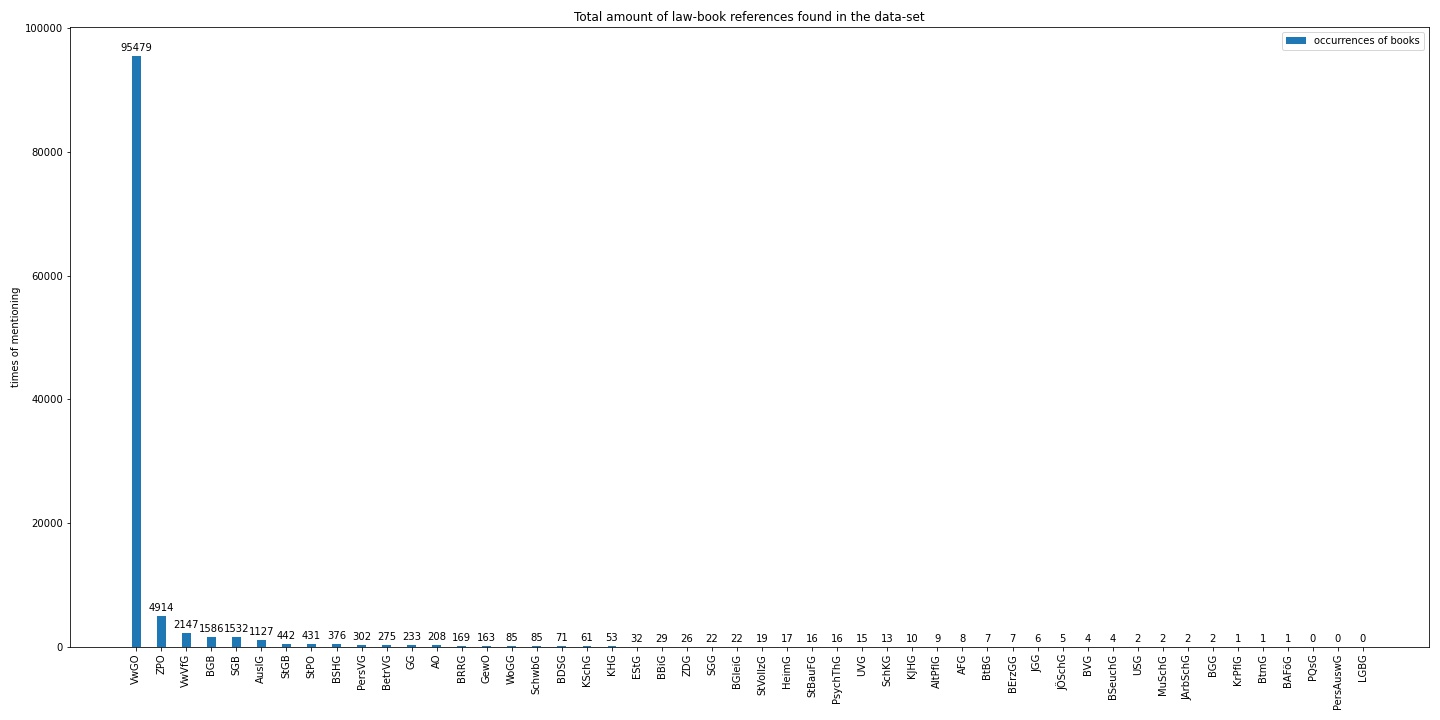 Total amount of law-book references found in the data-set
occurrences of books
times of mentioning
100000
80000
60000
40000
20000
0
95479
4914
2147
1586
1532
1127
442
431
376
302
275
233
208
169
163
85
85
71
61
53
32
29
26
22
22
19
17
16
16
15
13
10
9
8
7
7
6
5
4
4
2
2
2
2
1
1
1
0
0
0
VwGO
ZPO
VwVfG
BGB
SGB
AuslG
StGB
StPO
BSHG
PersVG
BetrVG
GG
AO
BRRG
GewO
WoGG
SchwbG
BDSG
KSchG
KHG
EStG
BBiG
ZDG
SGG
BGleiG
StVollzG
HeimG
StBauFG
PsychThG
UVG
SchKG
KJHG
AltPflG
AFG
BtBG
BErzGG
JGG
JÖSchG
BVG
BSeuchG
USG
MuSchG
JArbSchG
BGG
KrPflG
BtmG
BAFöG
PQsG
PersAuswG
LGBG